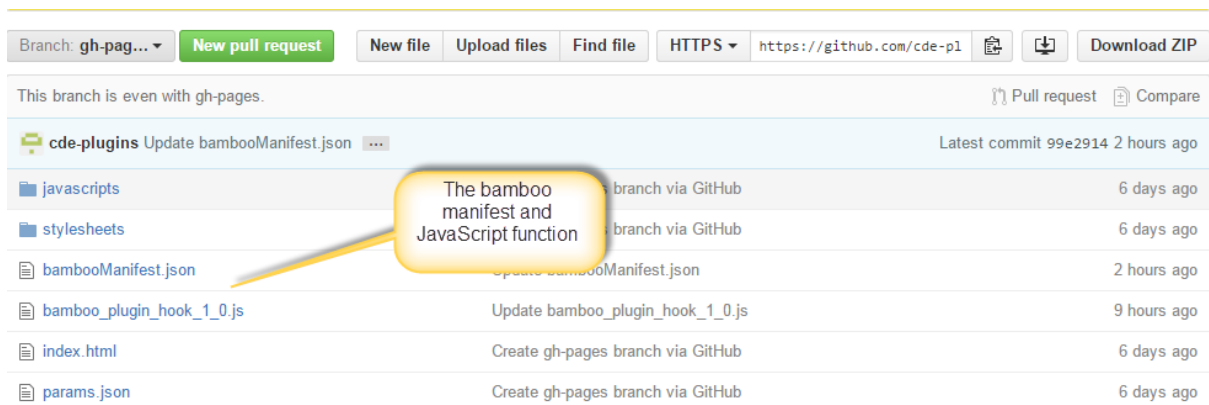 Branch: gh-pag... New pull request New file Upload files Find file HTTPS https://github.com/cde-pl Download ZIP
This branch is even with gh-pages. Pull request Compare
cde-plugins Update bambooManifest.json ... Latest commit 99e2914 2 hours ago
javascripts branch via GitHub 6 days ago
stylesheets branch via GitHub 6 days ago
The bamboo
manifest and
JavaScript function
bambooManifest.json Update bambooManifest.json 2 hours ago
bamboo_plugin_hook_1_0.js Update bamboo_plugin_hook_1_0.js 9 hours ago
index.html Create gh-pages branch via GitHub 6 days ago
params.json Create gh-pages branch via GitHub 6 days ago